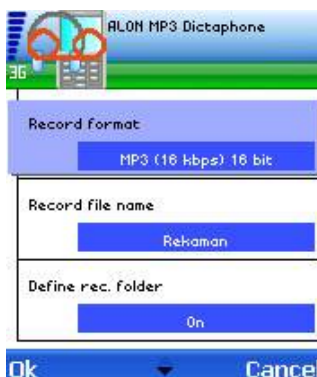 ALON MP3 Dictaphone
3G
Record format
MP3 (16 kbps) 16 bit
Record file name
Rekaman
Define rec. folder
On
Ok Cancel